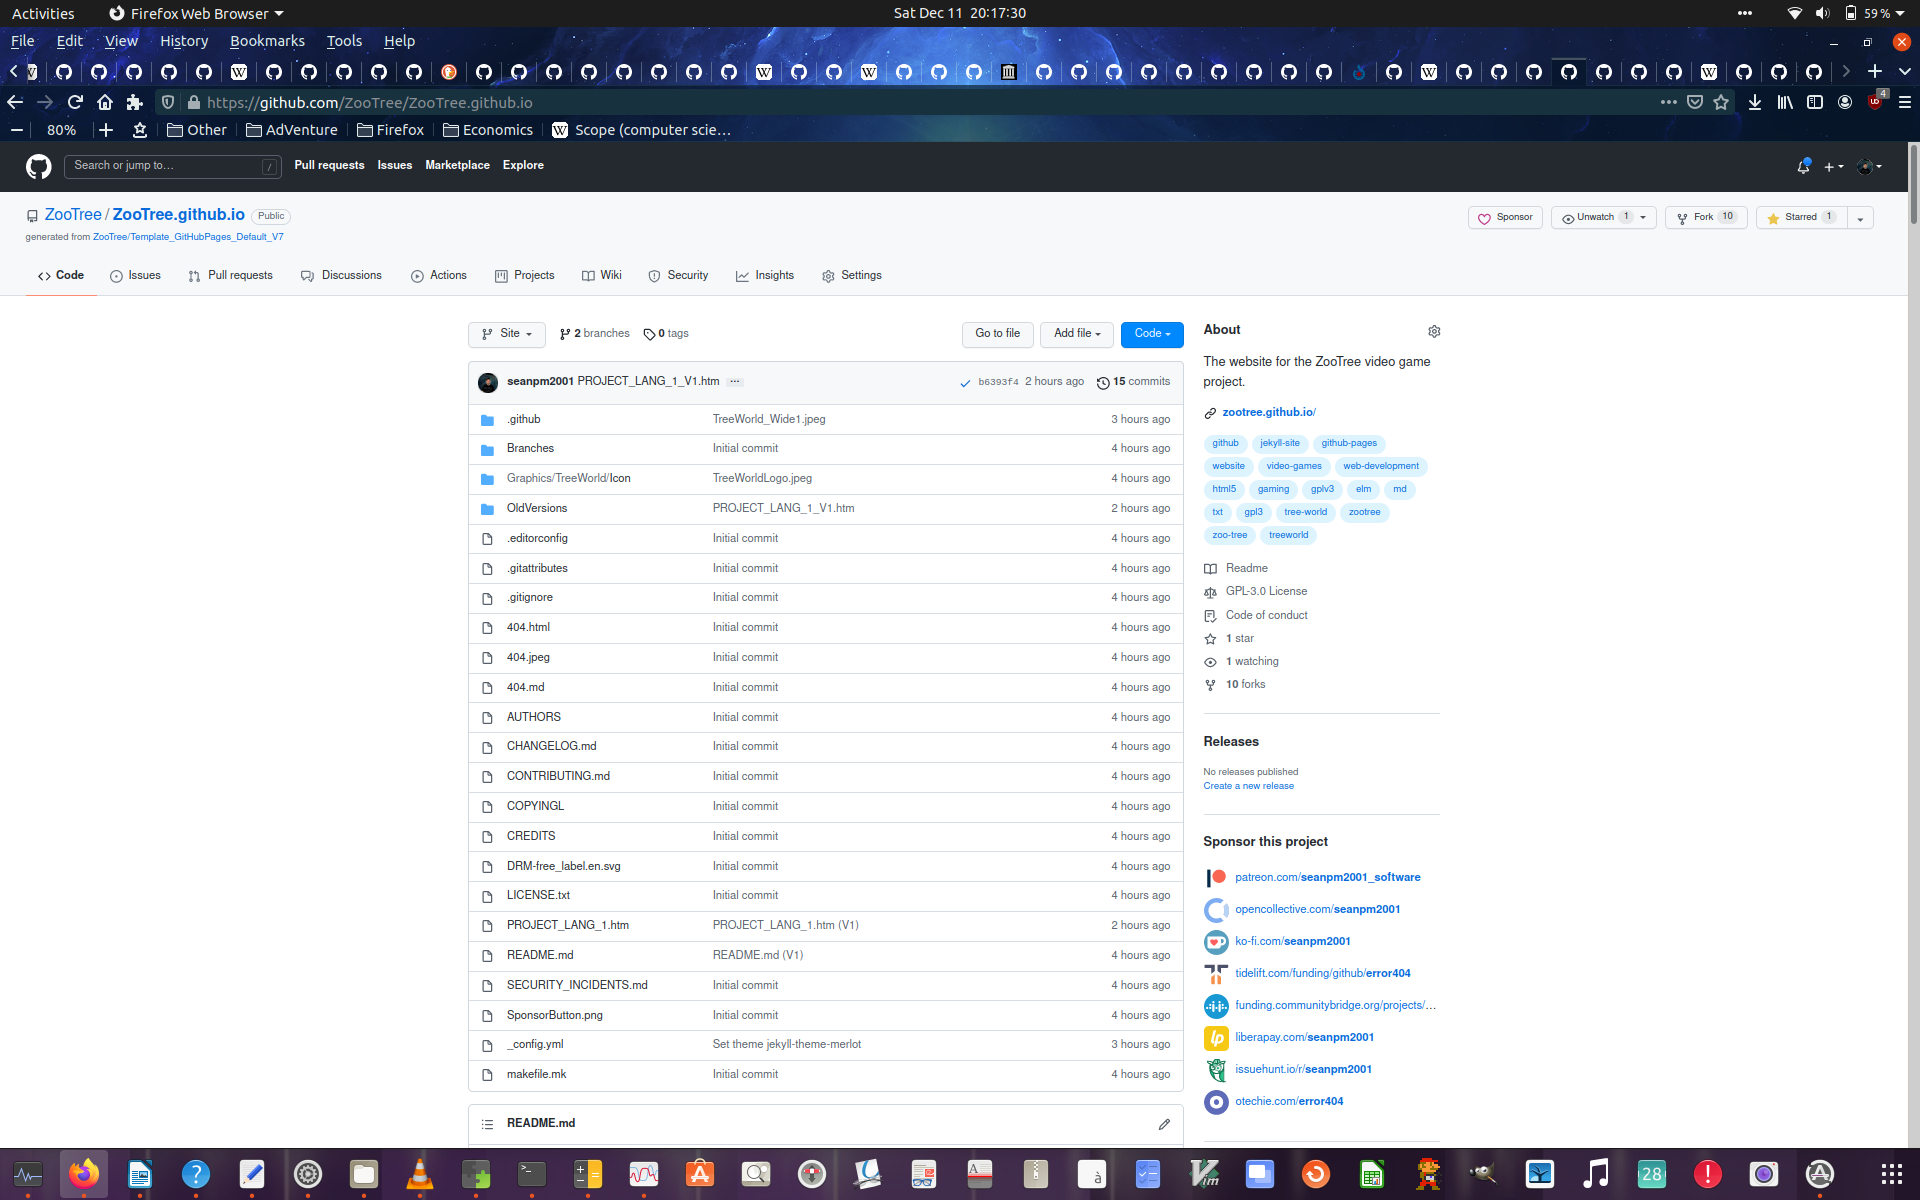 Activities Firefox Web Browser Sat Dec 11 20:17:30 59 %
File Edit View History Bookmarks Tools Help
https://github.com/ZooTree/ZooTree.github.io 4
80% Other AdVenture Firefox Economics Scope (computer scie…
Search or jump to… / Pull requests Issues Marketplace Explore
ZooTree / ZooTree.github.io Public Sponsor Unwatch 1 Fork 10 Starred 1
generated from ZooTree/Template_GitHubPages_Default_V7
Code Issues Pull requests Discussions Actions Projects Wiki Security Insights Settings
Site 2 branches 0 tags Go to file Add file Code
seanpm2001 PROJECT_LANG_1_V1.htm ... b6393f4 2 hours ago 15 commits
.github TreeWorld_Wide1.jpeg 3 hours ago
Branches Initial commit 4 hours ago
Graphics/TreeWorld/Icon TreeWorldLogo.jpeg 4 hours ago
OldVersions PROJECT_LANG_1_V1.htm 2 hours ago
.editorconfig Initial commit 4 hours ago
.gitattributes Initial commit 4 hours ago
.gitignore Initial commit 4 hours ago
404.html Initial commit 4 hours ago
404.jpeg Initial commit 4 hours ago
404.md Initial commit 4 hours ago
AUTHORS Initial commit 4 hours ago
CHANGELOG.md Initial commit 4 hours ago
CONTRIBUTING.md Initial commit 4 hours ago
COPYINGL Initial commit 4 hours ago
CREDITS Initial commit 4 hours ago
DRM-free_label.en.svg Initial commit 4 hours ago
LICENSE.txt Initial commit 4 hours ago
PROJECT_LANG_1.htm PROJECT_LANG_1.htm (V1) 2 hours ago
README.md README.md (V1) 4 hours ago
SECURITY_INCIDENTS.md Initial commit 4 hours ago
SponsorButton.png Initial commit 4 hours ago
_config.yml Set theme jekyll-theme-merlot 3 hours ago
makefile.mk Initial commit 4 hours ago
README.md
About
The website for the ZooTree video game
project.
zootree.github.io/
github jekyll-site github-pages
website video-games web-development
html5 gaming gplv3 elm md
txt gpl3 tree-world zootree
zoo-tree treeworld
Readme
GPL-3.0 License
Code of conduct
1 star
1 watching
10 forks
Releases
No releases published
Create a new release
Sponsor this project
patreon.com/seanpm2001_software
opencollective.com/seanpm2001
ko-fi.com/seanpm2001
tidelift.com/funding/github/error404
funding.communitybridge.org/projects/…
liberapay.com/seanpm2001
issuehunt.io/r/seanpm2001
otechie.com/error404
28